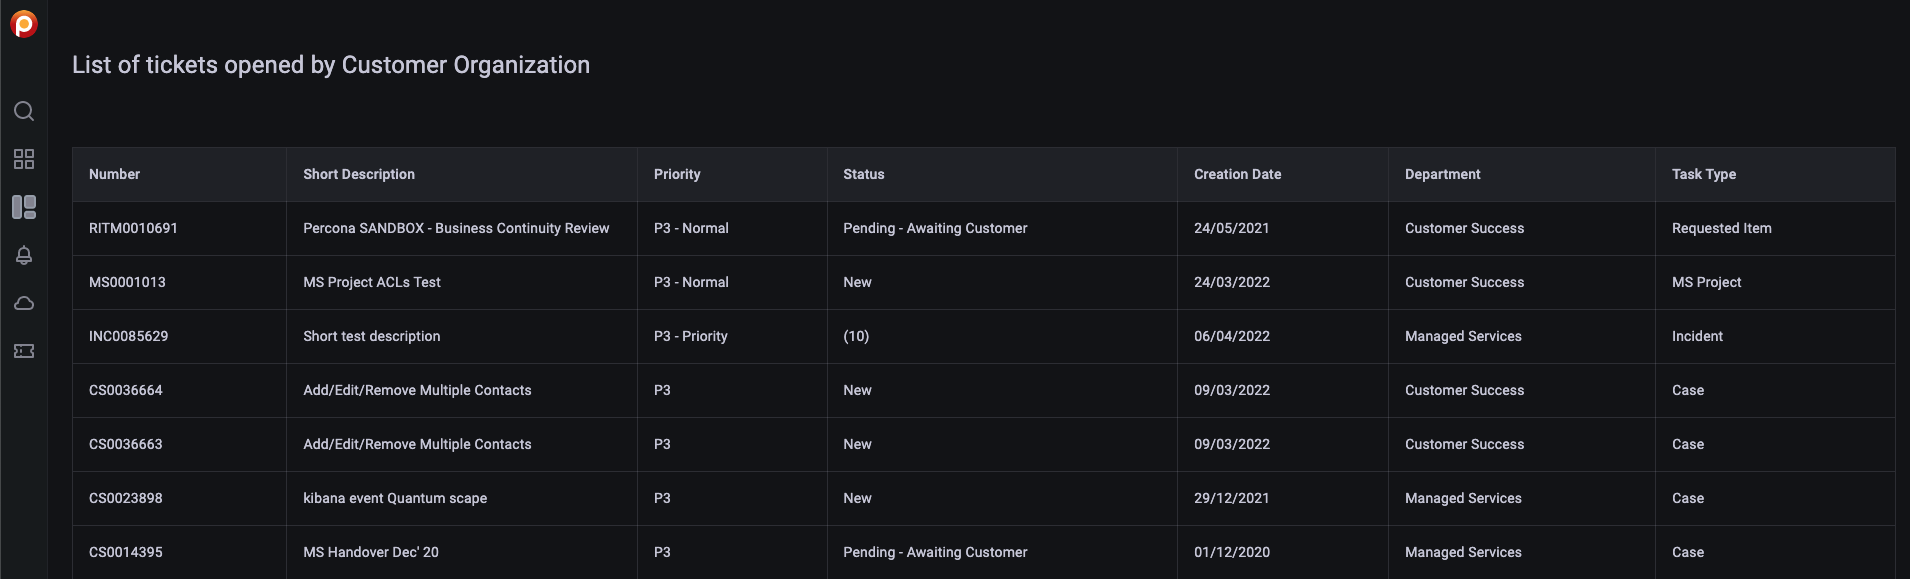 List of tickets opened by Customer Organization
Number Short Description Priority Status Creation Date Department Task Type
RITM0010691 Percona SANDBOX - Business Continuity Review P3 - Normal Pending - Awaiting Customer 24/05/2021 Customer Success Requested Item
MS0001013 MS Project ACLs Test P3 - Normal New 24/03/2022 Customer Success MS Project
INC0085629 Short test description P3 - Priority (10) 06/04/2022 Managed Services Incident
CS0036664 Add/Edit/Remove Multiple Contacts P3 New 09/03/2022 Customer Success Case
CS0036663 Add/Edit/Remove Multiple Contacts P3 New 09/03/2022 Customer Success Case
CS0023898 kibana event Quantum scape P3 New 29/12/2021 Managed Services Case
CS0014395 MS Handover Dec' 20 P3 Pending - Awaiting Customer 01/12/2020 Managed Services Case